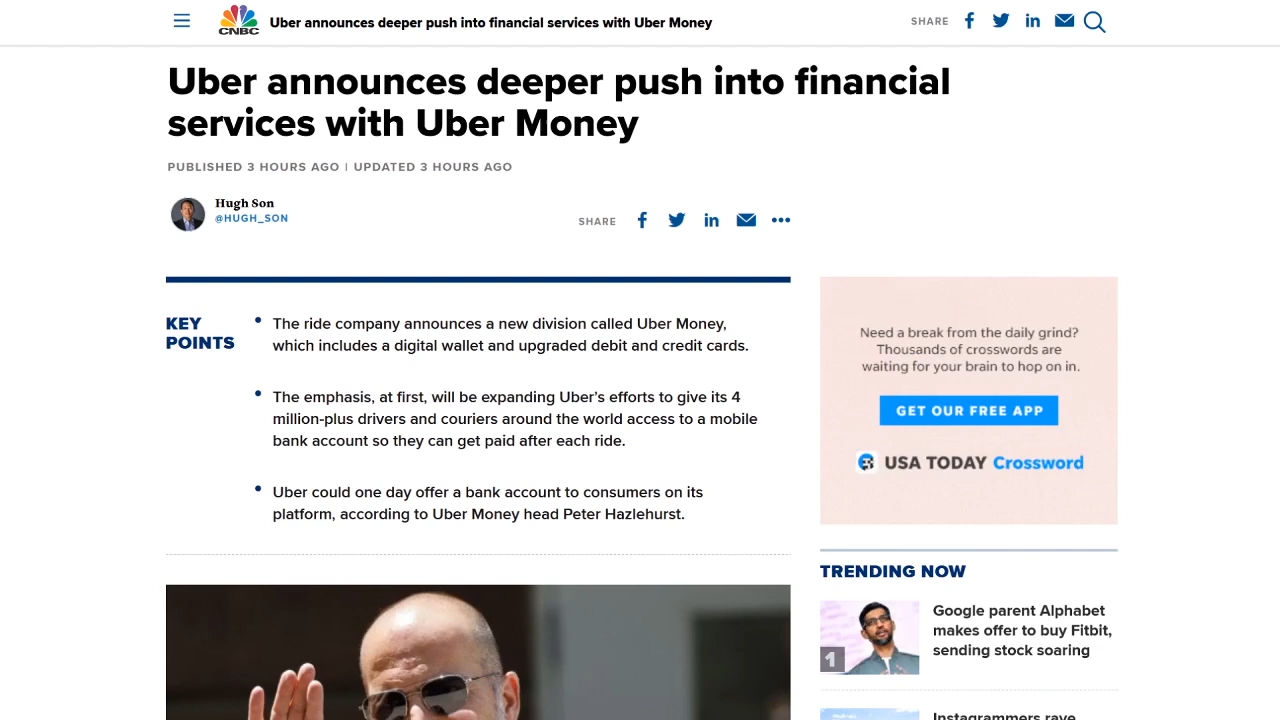 CNBC
Uber announces deeper push into financial services with Uber Money
SHARE
Uber announces deeper push into financial
services with Uber Money
PUBLISHED 3 HOURS AGO | UPDATED 3 HOURS AGO
Hugh Son
@HUGH_SON
SHARE
KEY
POINTS
The ride company announces a new division called Uber Money,
which includes a digital wallet and upgraded debit and credit cards.
The emphasis, at first, will be expanding Uber’s efforts to give its 4
million-plus drivers and couriers around the world access to a mobile
bank account so they can get paid after each ride.
Uber could one day offer a bank account to consumers on its
platform, according to Uber Money head Peter Hazlehurst.
Need a break from the daily grind?
Thousands of crosswords are
waiting for your brain to hop on in.
GET OUR FREE APP
USA TODAY Crossword
TRENDING NOW
1
Google parent Alphabet
makes offer to buy Fitbit,
sending stock soaring
Instagrammers rave